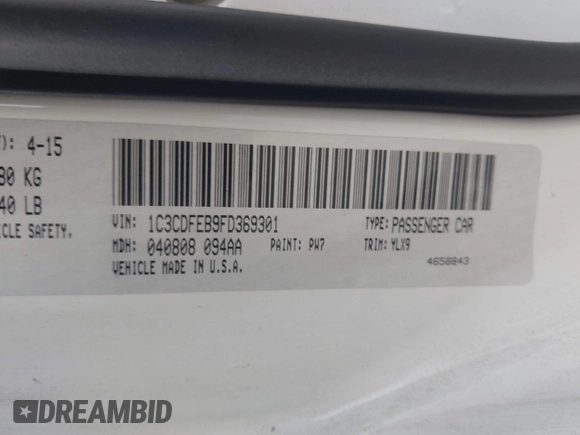 ): 4-15
80 KG
40 LB
CLE SAFETY,
VIN: 1C3CDFEB9FD369301 TYPE: PASSENGER CAR
MDH: 040808 094AA PAINT: PW7 TRIM: YLX9
VEHICLE MADE IN U.S.A. 4658843
DREAMBID